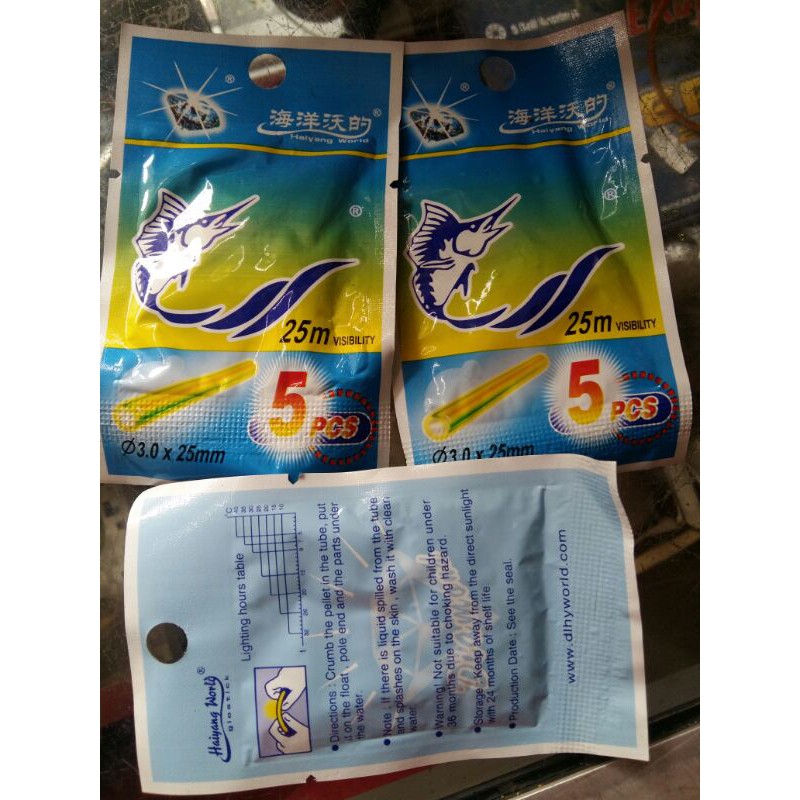 ®
海洋沃的®
Haiyang World
®
25m VISIBILITY
5 PCS
Ø3.0 x 25mm
®
海洋沃的®
Haiyang World
®
25m VISIBILITY
5 PCS
Ø3.0 x 25mm
Haiyang World®
glostick
Lighting hours table
●Directions : Crumb the pellet in the tube, put
it on the float , pole end and the parts under
the water.
●Note : If there is liquid spilled from the tube
and splashes on the skin , wash it with clean
water.
●Warning! Not suitable for children under
36 months due to choking hazard.
●Storage : Keep away from the direct sunlight
with 24 months of shelf life.
●Production Date : See the seal.
www.dlhyworld.com